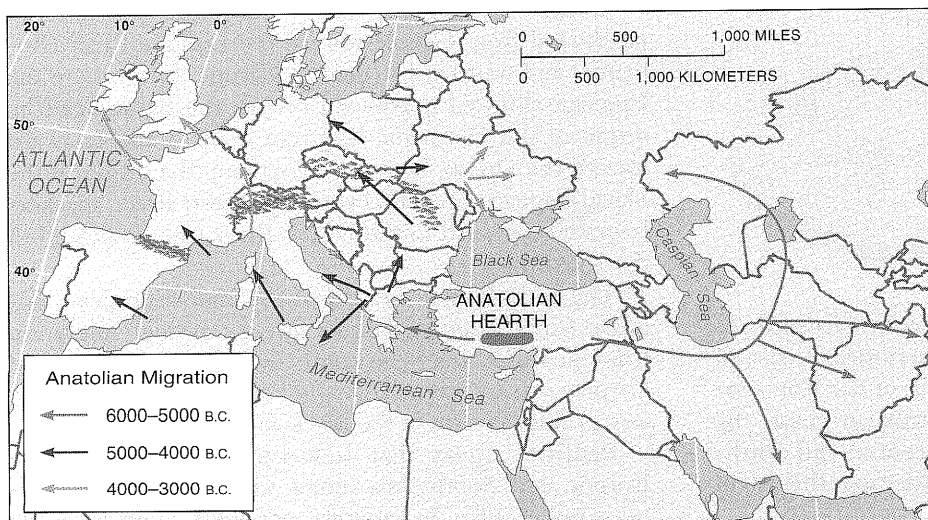 20°
10°
0°
0 500 1,000 MILES
0 500 1,000 KILOMETERS
50°
ATLANTIC
OCEAN
40°
Black Sea
Caspian
Sea
ANATOLIAN
HEARTH
Mediterranean Sea
Anatolian Migration
6000–5000 B.C.
5000–4000 B.C.
4000–3000 B.C.